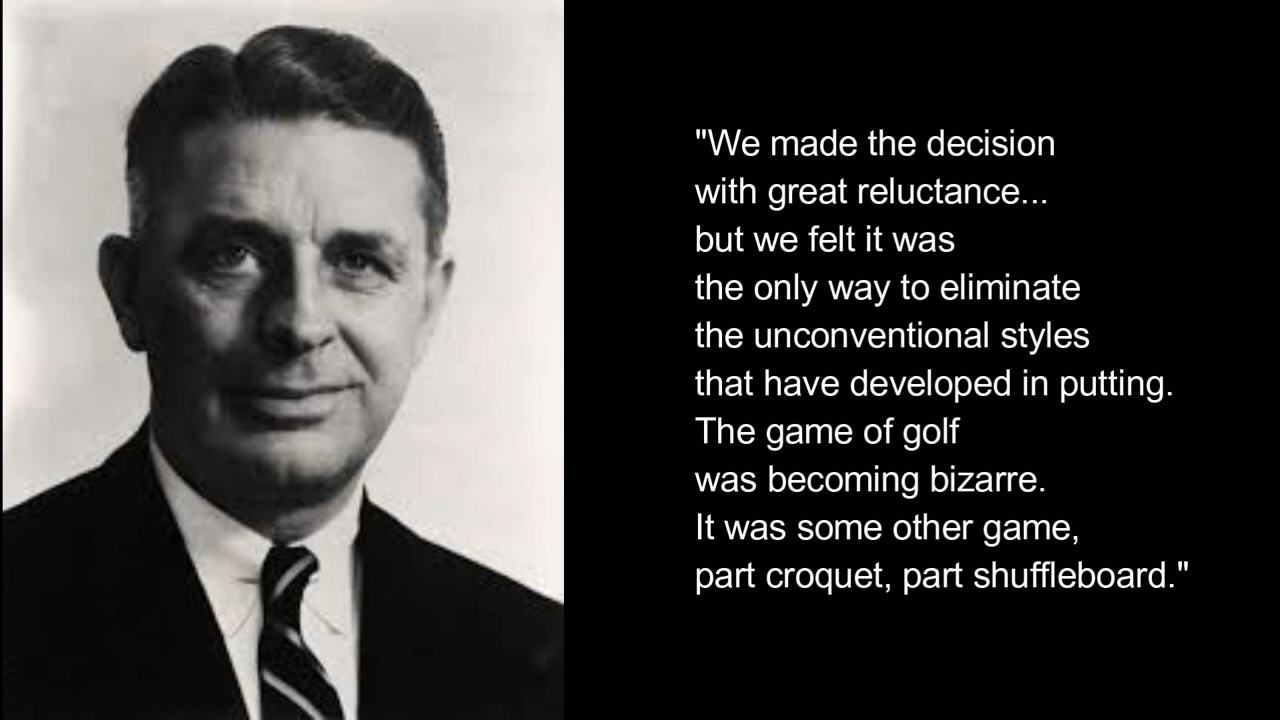 "We made the decision
with great reluctance...
but we felt it was
the only way to eliminate
the unconventional styles
that have developed in putting.
The game of golf
was becoming bizarre.
It was some other game,
part croquet, part shuffleboard."